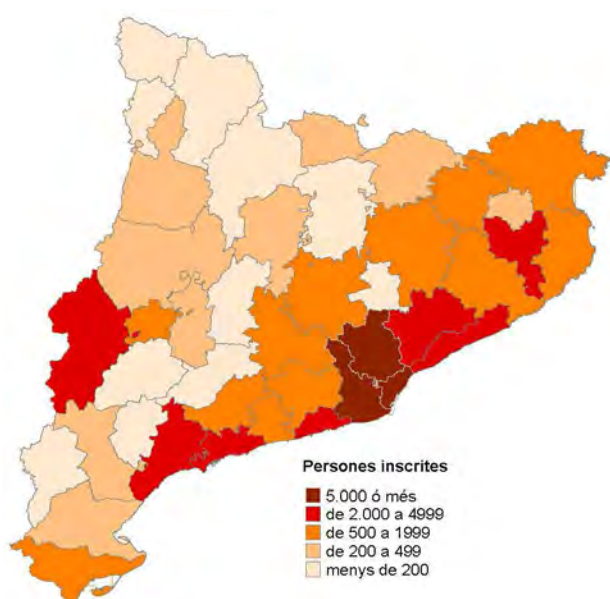 Persones inscrites
5.000 ó més
de 2.000 a 4999
de 500 a 1999
de 200 a 499
menys de 200